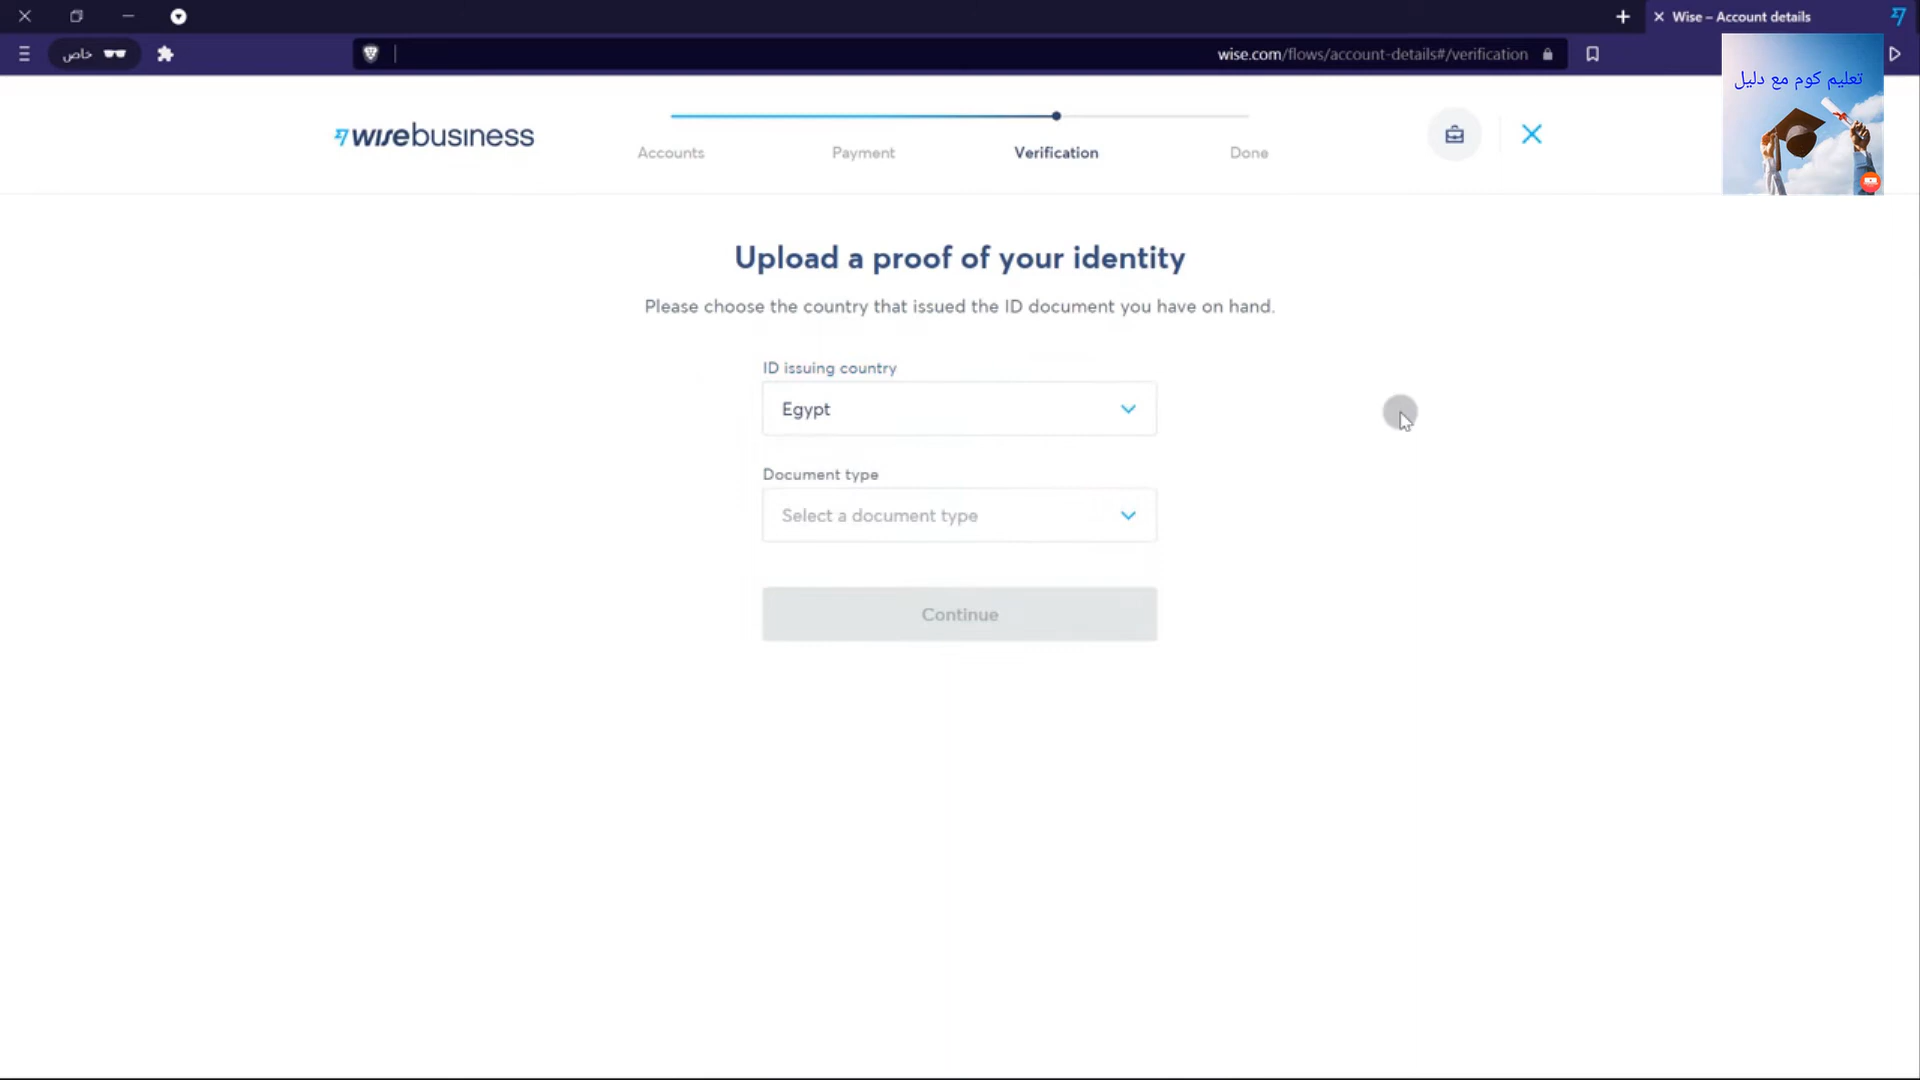 Wise – Account details
خاص
wise.com/flows/account-details#/verification
تعليم كوم مع دليل
wisebusiness
Accounts
Payment
Verification
Done
Upload a proof of your identity
Please choose the country that issued the ID document you have on hand.
ID issuing country
Egypt
Document type
Select a document type
Continue